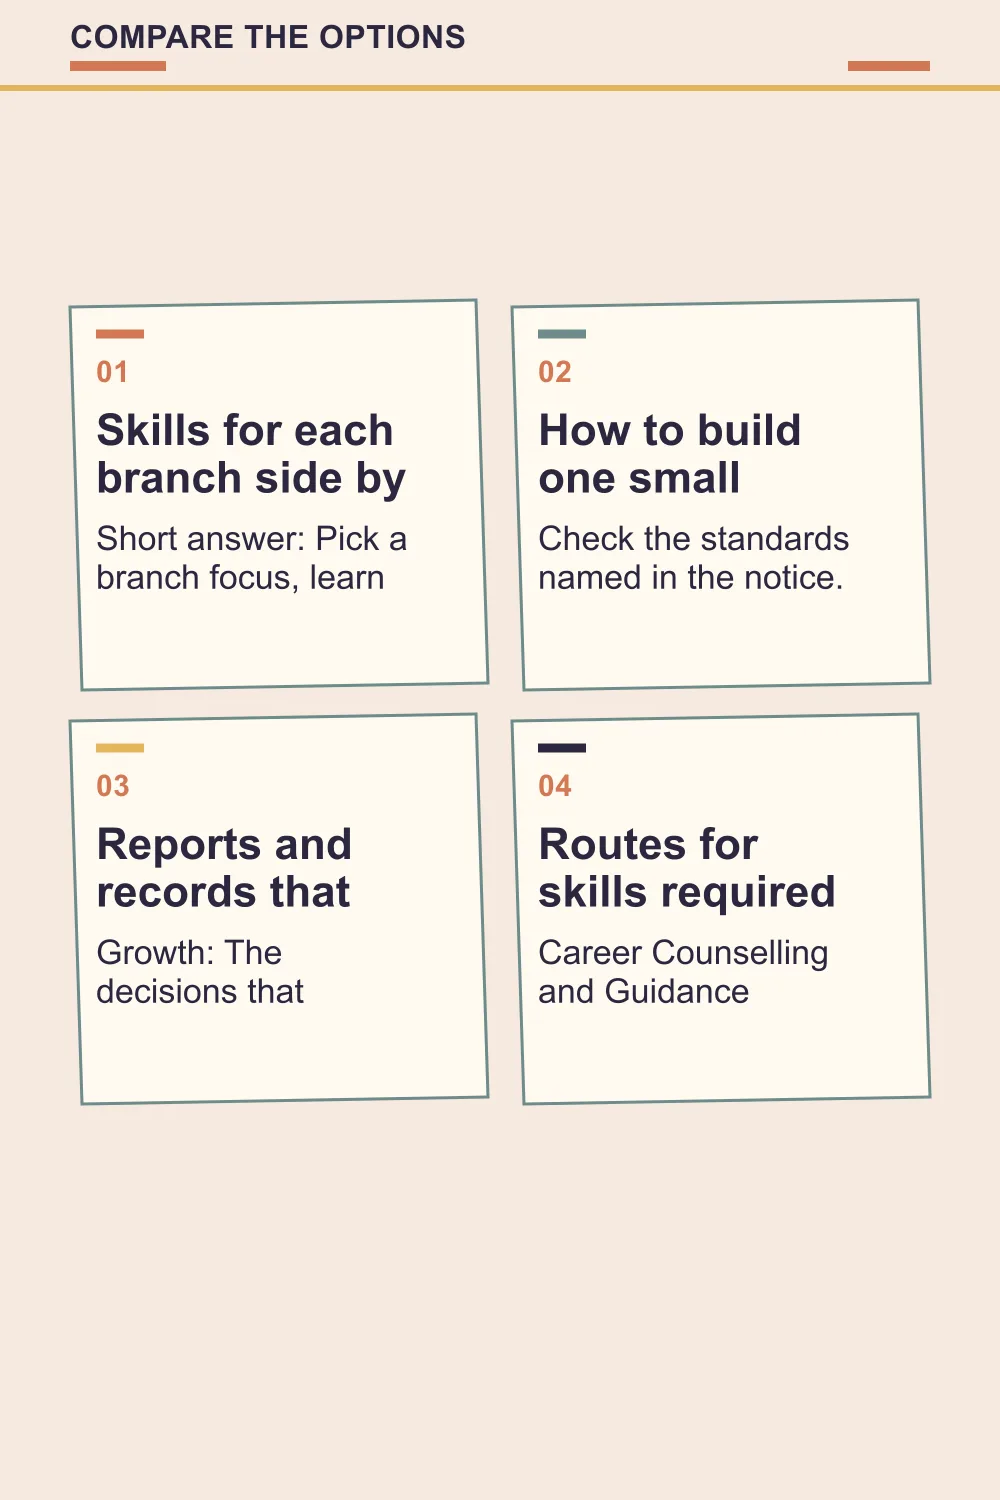 COMPARE THE OPTIONS
01
Skills for each
branch side by
Short answer: Pick a
branch focus, learn
02
How to build
one small
Check the standards
named in the notice.
03
Reports and
records that
Growth: The
decisions that
04
Routes for
skills required
Career Counselling
and Guidance